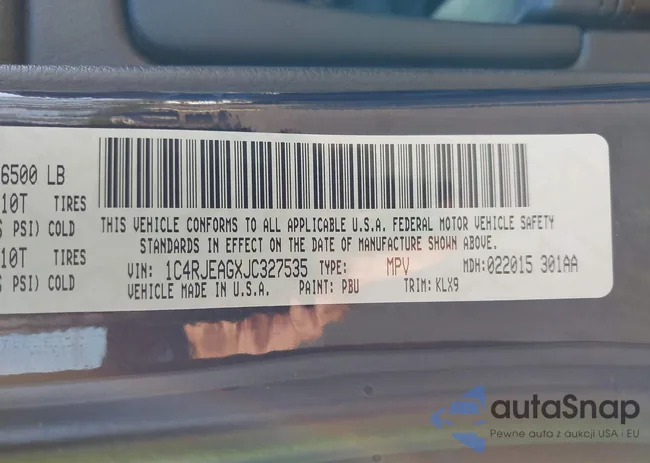 6500 LB
10T TIRES
PSI) COLD
10T TIRES
PSI) COLD
THIS VEHICLE CONFORMS TO ALL APPLICABLE U.S.A. FEDERAL MOTOR VEHICLE SAFETY
STANDARDS IN EFFECT ON THE DATE OF MANUFACTURE SHOWN ABOVE.
VIN: 1C4RJEAGXJC327535 TYPE: MPV MDH:022015 301AA
VEHICLE MADE IN U.S.A. PAINT: PBU TRIM: KLX9
autaSnap
Pewne auta z aukcji USA i EU